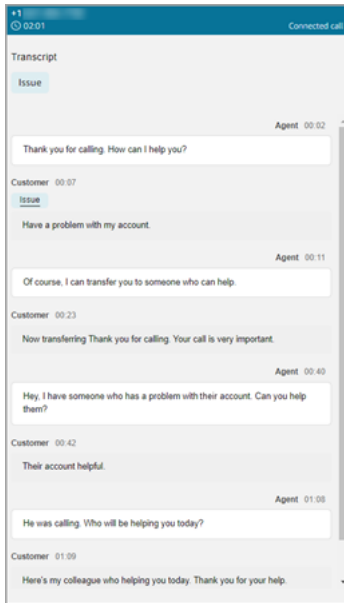 +1
02:01 Connected call
Transcript
Issue
Agent 00:02
Thank you for calling. How can I help you?
Customer 00:07
Issue
Have a problem with my account.
Agent 00:11
Of course, I can transfer you to someone who can help.
Customer 00:23
Now transferring Thank you for calling. Your call is very important.
Agent 00:40
Hey, I have someone who has a problem with their account. Can you help
them?
Customer 00:42
Their account helpful.
Agent 01:08
He was calling. Who will be helping you today?
Customer 01:09
Here's my colleague who helping you today. Thank you for your help.